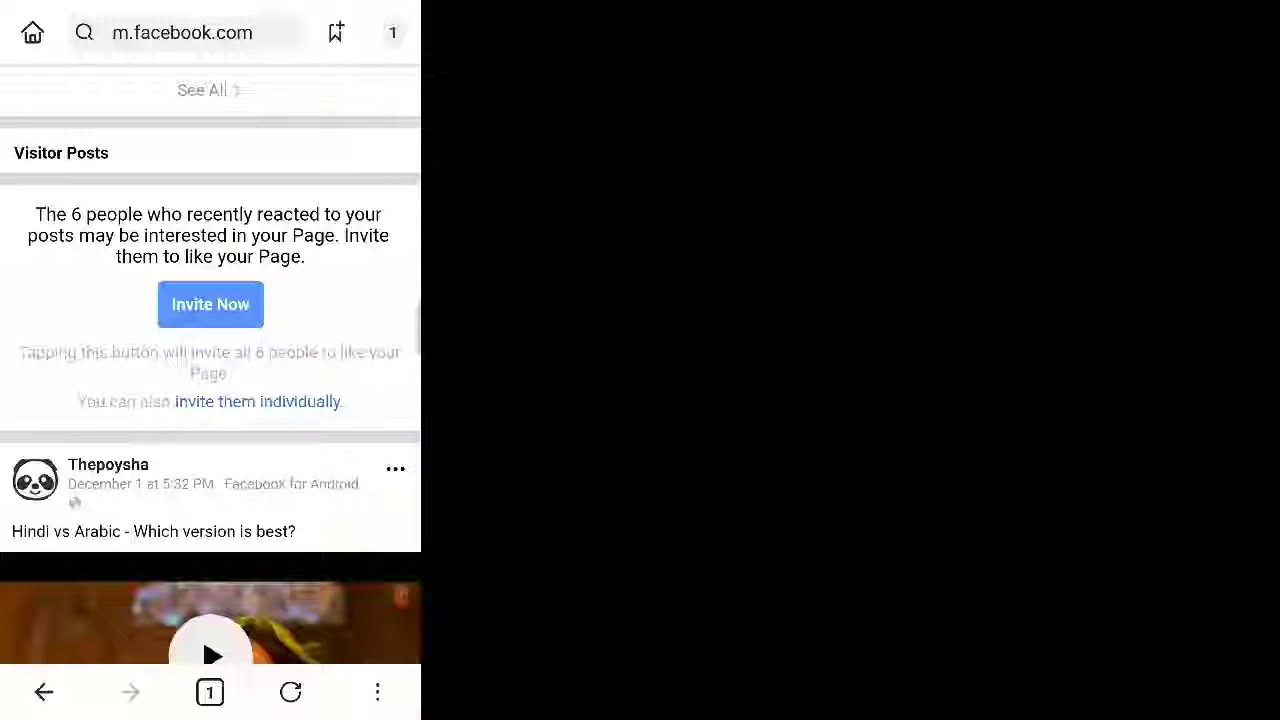 m.facebook.com
1
See All
Visitor Posts
The 6 people who recently reacted to your
posts may be interested in your Page. Invite
them to like your Page.
Invite Now
Tapping this button will invite all 6 people to like your
Page
You can also invite them individually.
Thepoysha
•••
December 1 at 5:32 PM · Facebook for Android
Hindi vs Arabic - Which version is best?
1